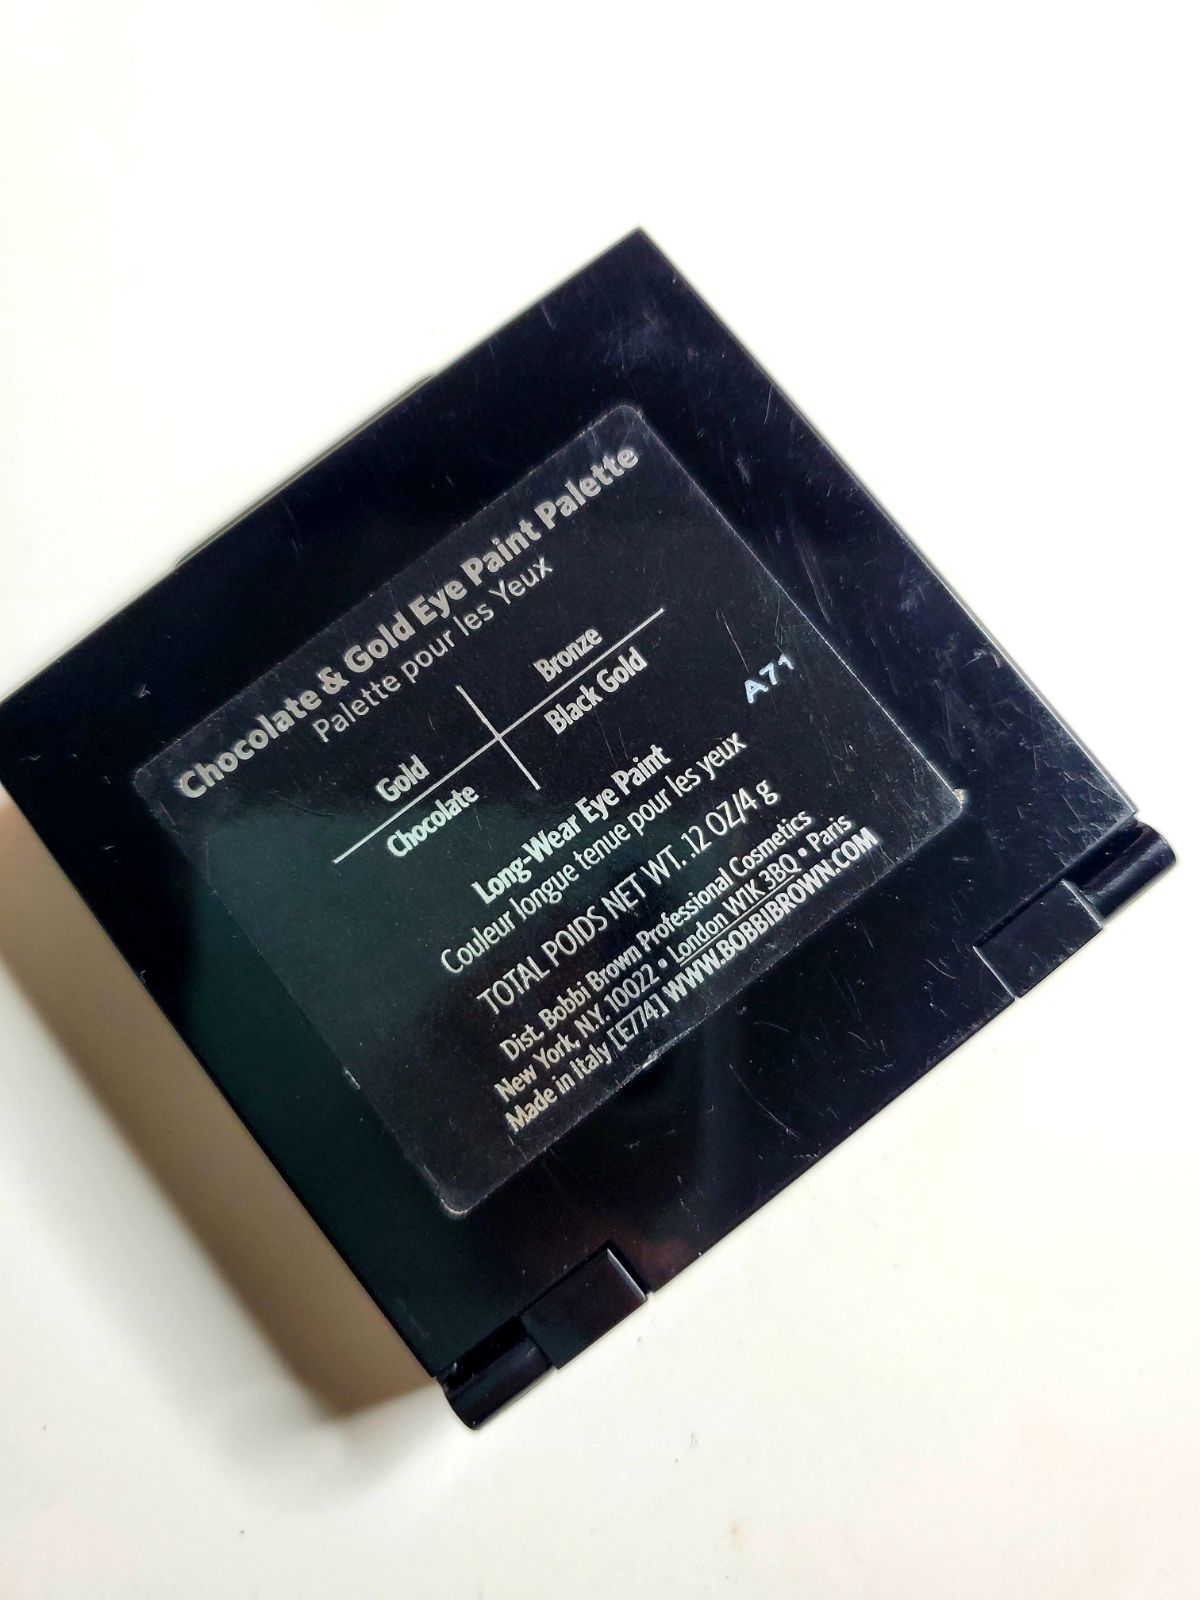 Chocolate & Gold Eye Paint Palette
Palette pour les Yeux
Gold Bronze
Chocolate Black Gold
A71
Long-Wear Eye Paint
Couleur longue tenue pour les yeux
TOTAL POIDS NET WT. .12 OZ/4 g
Dist. Bobbi Brown Professional Cosmetics
New York, N.Y. 10022 • London W1K 3BQ • Paris
Made in Italy [E774] WWW.BOBBIBROWN.COM